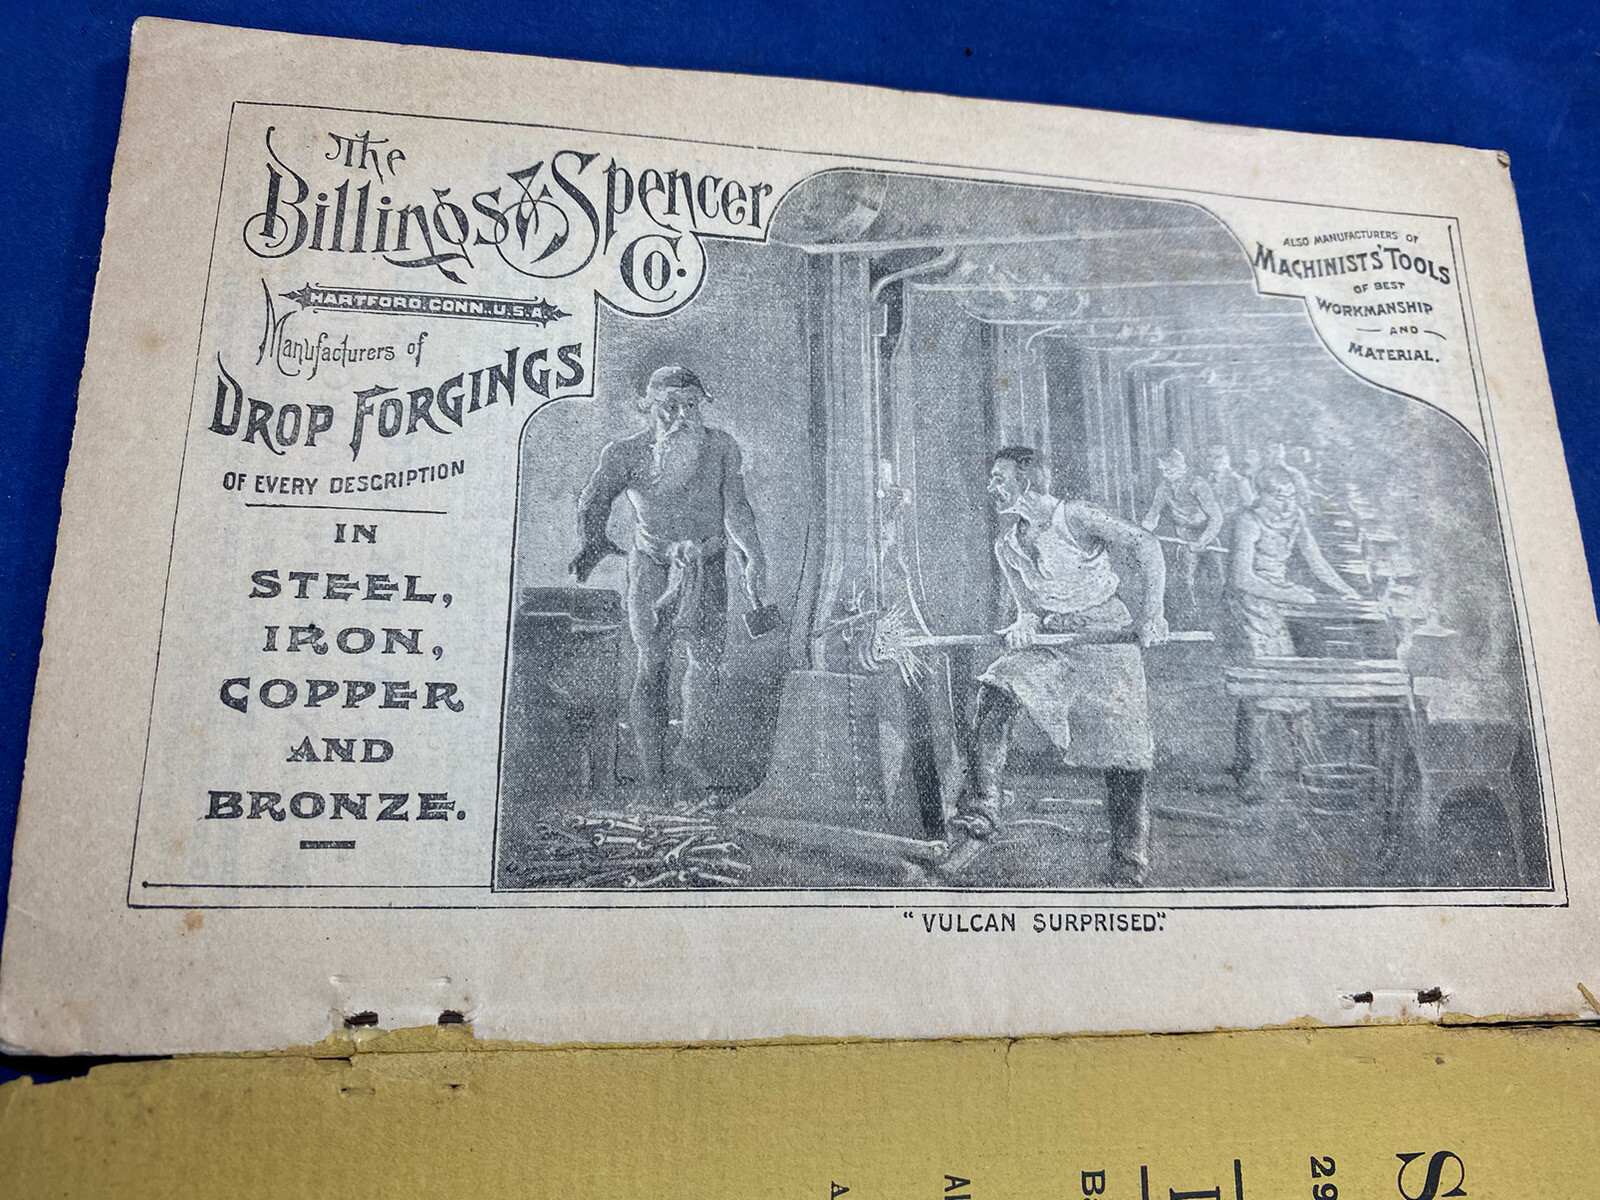 The
Billings & Spencer
Co.
HARTFORD. CONN. U.S.A.
Manufacturers of
DROP FORGINGS
OF EVERY DESCRIPTION
IN
STEEL,
IRON,
COPPER
AND
BRONZE.
ALSO MANUFACTURERS OF
MACHINISTS' TOOLS
OF BEST
WORKMANSHIP
AND
MATERIAL.
"VULCAN SURPRISED."
29